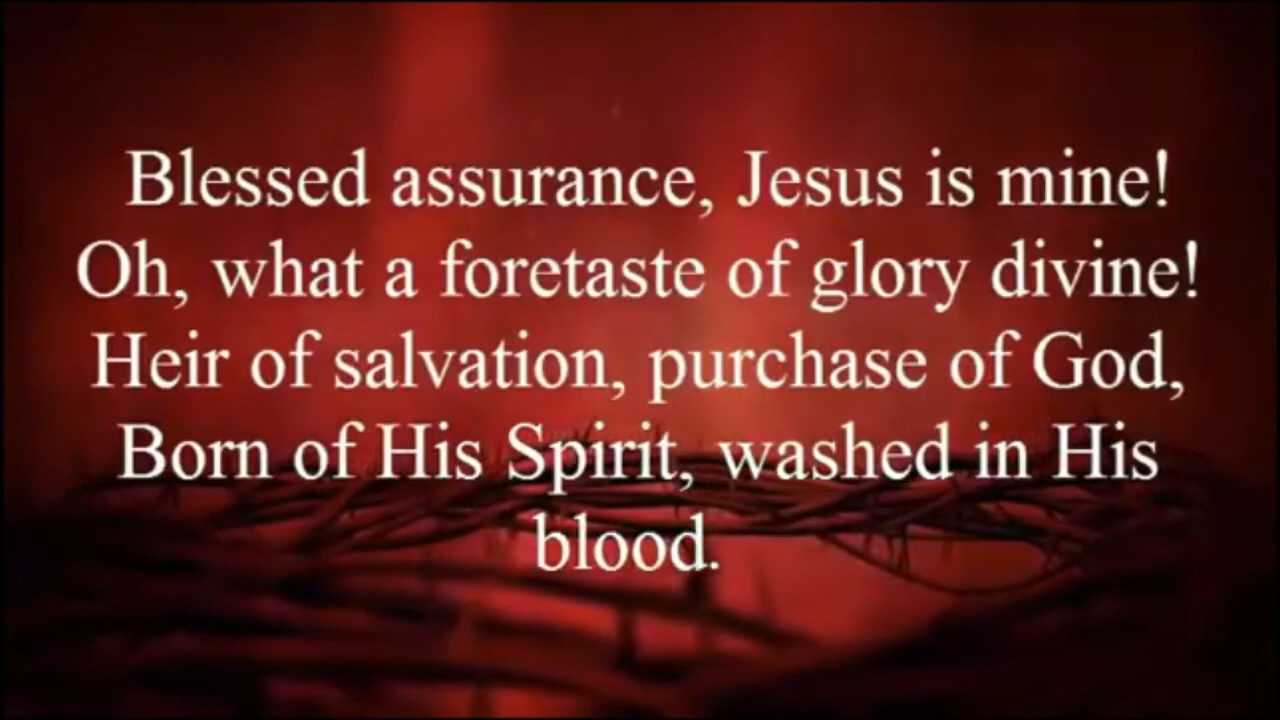 Blessed assurance, Jesus is mine!
Oh, what a foretaste of glory divine!
Heir of salvation, purchase of God,
Born of His Spirit, washed in His
blood.